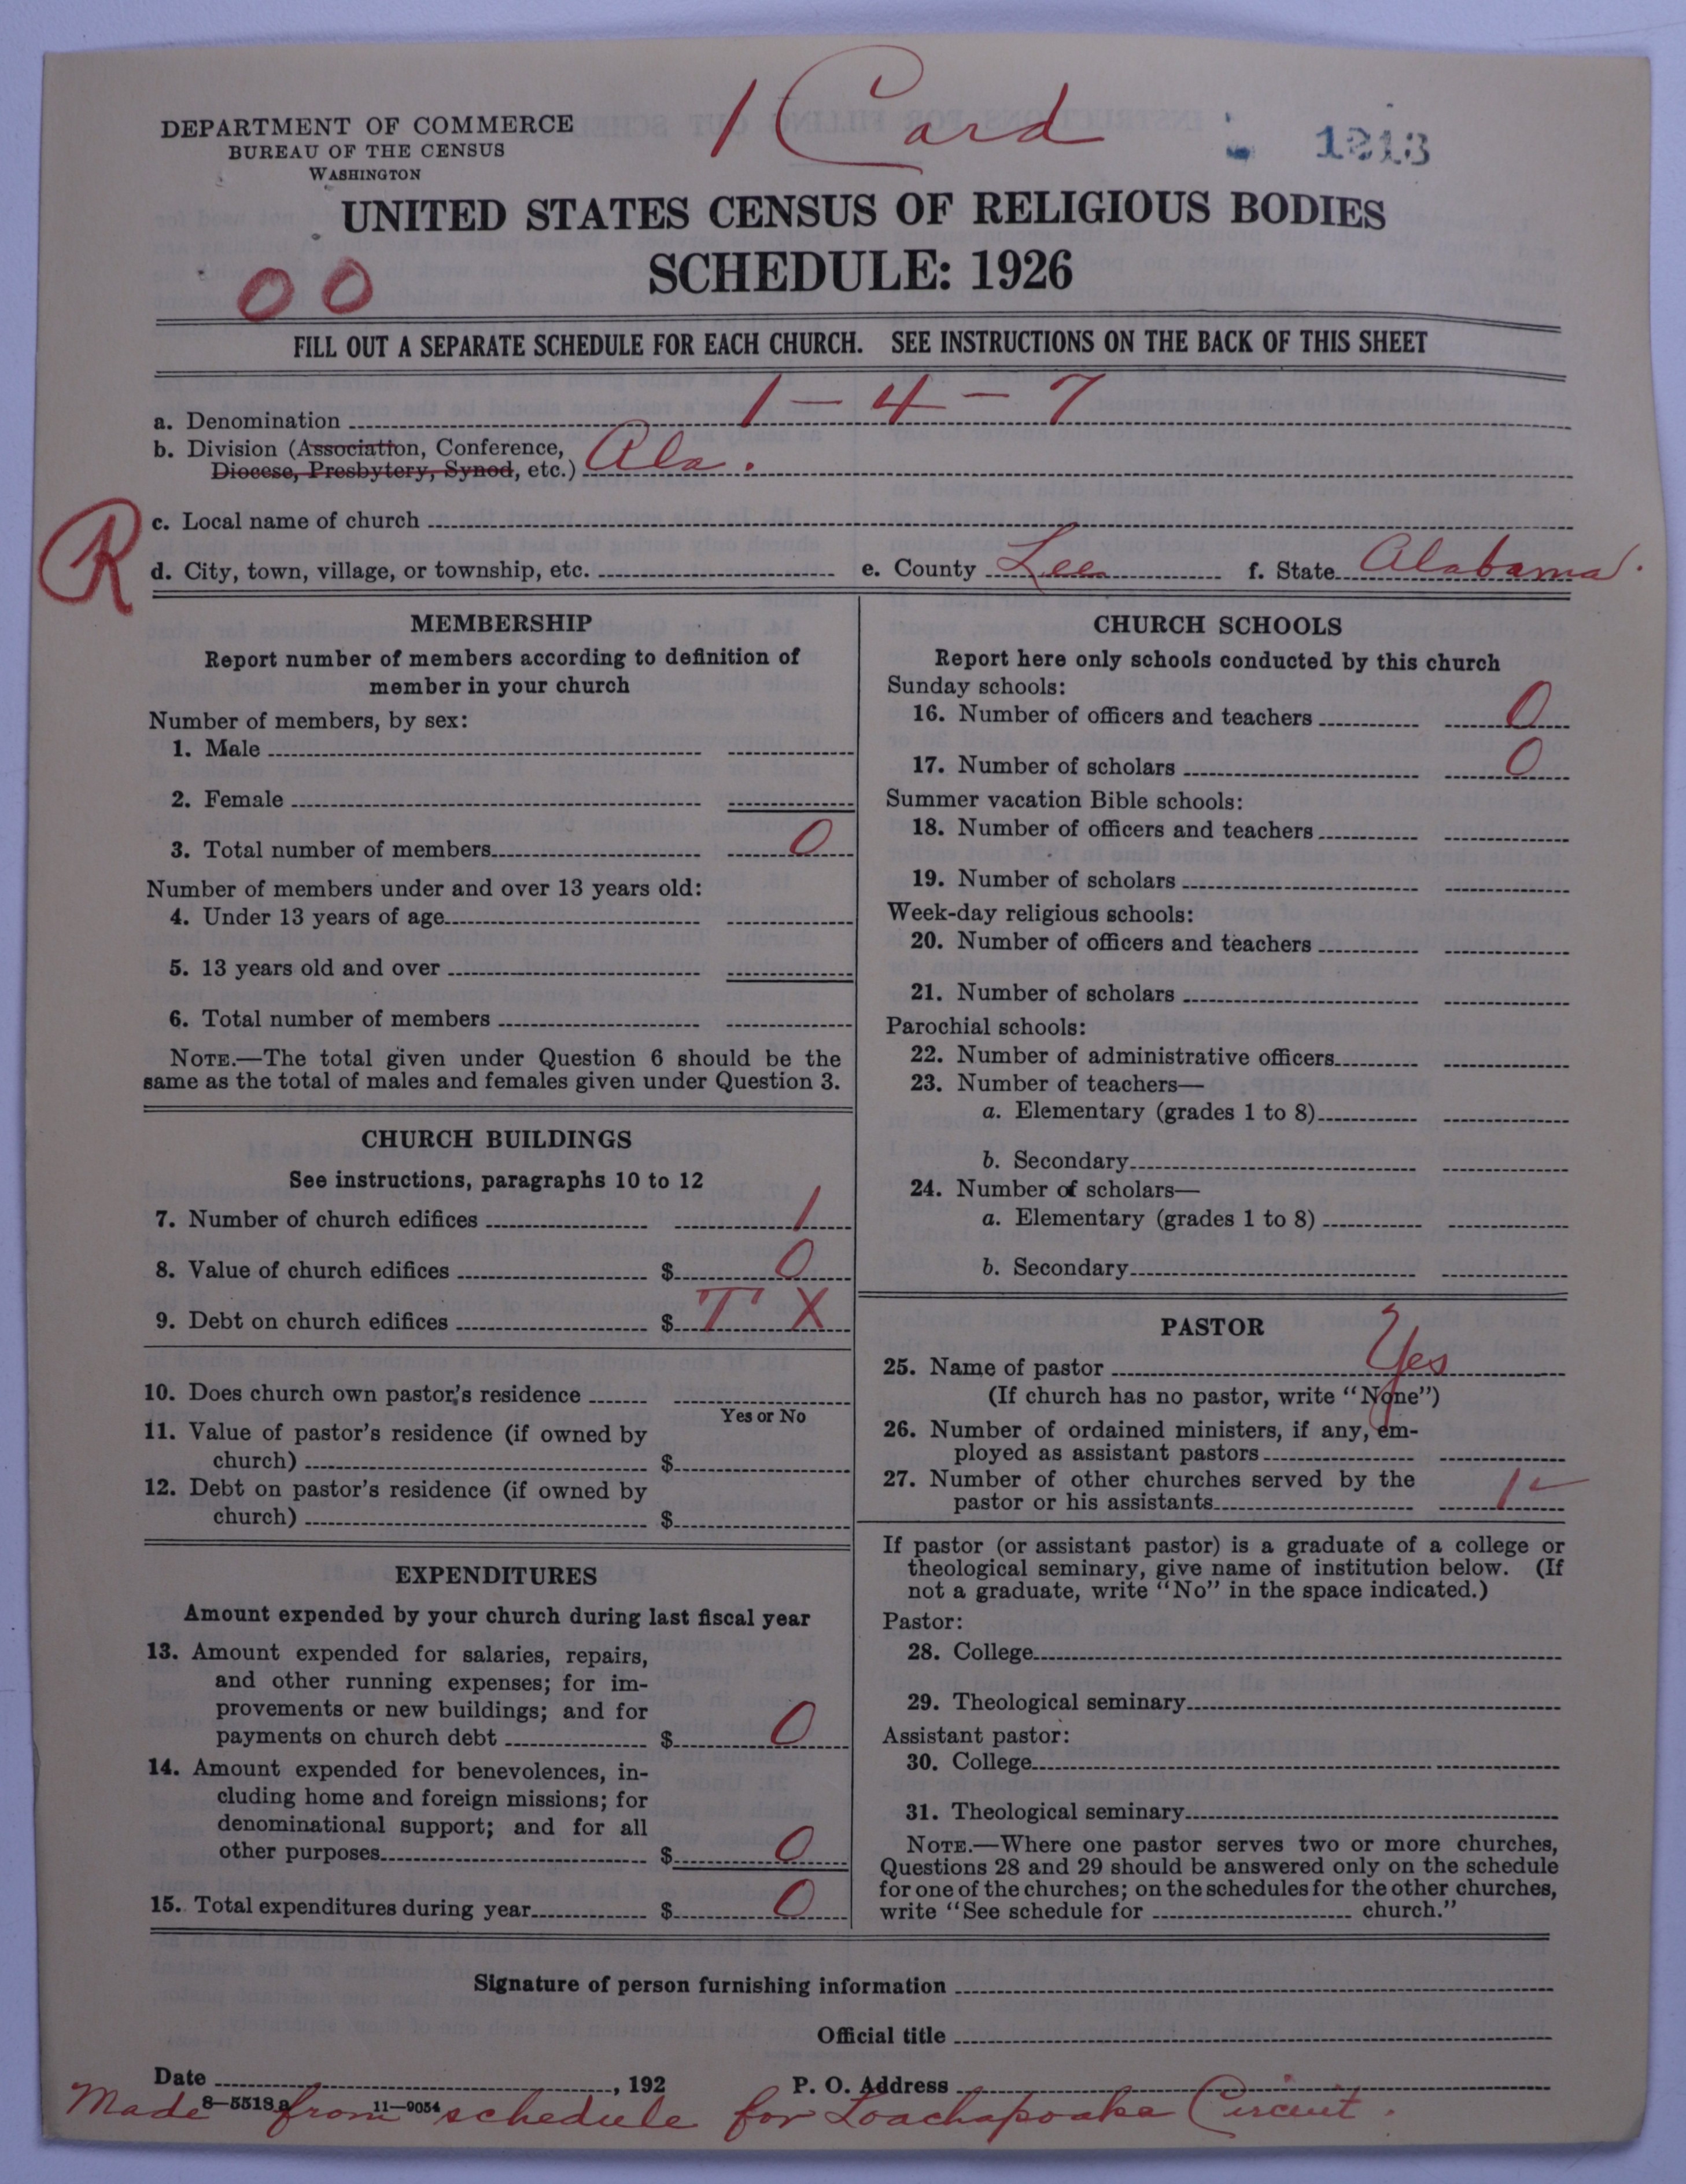 1 Card
DEPARTMENT OF COMMERCE
BUREAU OF THE CENSUS
WASHINGTON
1213
UNITED STATES CENSUS OF RELIGIOUS BODIES
SCHEDULE: 1926
00
FILL OUT A SEPARATE SCHEDULE FOR EACH CHURCH. SEE INSTRUCTIONS ON THE BACK OF THIS SHEET
a. Denomination 1-4-7
b. Division (Association, Conference,
Diocese, Presbytery, Synod, etc.) Ala.
R
c. Local name of church
d. City, town, village, or township, etc. e. County Lee f. State Alabama.
MEMBERSHIP
Report number of members according to definition of
member in your church
Number of members, by sex:
1. Male
2. Female
3. Total number of members 0
Number of members under and over 13 years old:
4. Under 13 years of age
5. 13 years old and over
6. Total number of members
NOTE.—The total given under Question 6 should be the
same as the total of males and females given under Question 3.
CHURCH BUILDINGS
See instructions, paragraphs 10 to 12
7. Number of church edifices 1
8. Value of church edifices $ 0
9. Debt on church edifices $ T X
10. Does church own pastor's residence
Yes or No
11. Value of pastor's residence (if owned by
church) $
12. Debt on pastor's residence (if owned by
church) $
EXPENDITURES
Amount expended by your church during last fiscal year
13. Amount expended for salaries, repairs,
and other running expenses; for im-
provements or new buildings; and for
payments on church debt $ 0
14. Amount expended for benevolences, in-
cluding home and foreign missions; for
denominational support; and for all
other purposes $ 0
15. Total expenditures during year $ 0
CHURCH SCHOOLS
Report here only schools conducted by this church
Sunday schools:
16. Number of officers and teachers 0
17. Number of scholars 0
Summer vacation Bible schools:
18. Number of officers and teachers
19. Number of scholars
Week-day religious schools:
20. Number of officers and teachers
21. Number of scholars
Parochial schools:
22. Number of administrative officers
23. Number of teachers—
a. Elementary (grades 1 to 8)
b. Secondary
24. Number of scholars—
a. Elementary (grades 1 to 8)
b. Secondary
PASTOR
25. Name of pastor Yes
(If church has no pastor, write "None")
26. Number of ordained ministers, if any, em-
ployed as assistant pastors
27. Number of other churches served by the
pastor or his assistants 1
If pastor (or assistant pastor) is a graduate of a college or
theological seminary, give name of institution below. (If
not a graduate, write "No" in the space indicated.)
Pastor:
28. College
29. Theological seminary
Assistant pastor:
30. College
31. Theological seminary
NOTE.—Where one pastor serves two or more churches,
Questions 28 and 29 should be answered only on the schedule
for one of the churches; on the schedules for the other churches,
write "See schedule for church."
Signature of person furnishing information
Official title
Date , 192 P. O. Address
8-5518a 11-9054
Made from schedule for Loachapoaka Circuit.